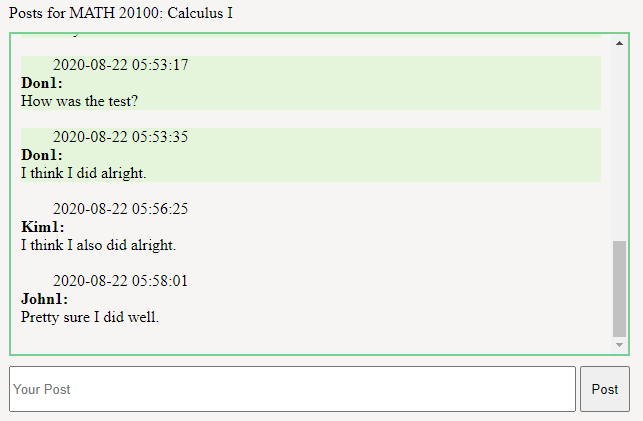 Posts for MATH 20100: Calculus I
2020-08-22 05:53:17
Don1:
How was the test?
2020-08-22 05:53:35
Don1:
I think I did alright.
2020-08-22 05:56:25
Kim1:
I think I also did alright.
2020-08-22 05:58:01
John1:
Pretty sure I did well.
Your Post
Post